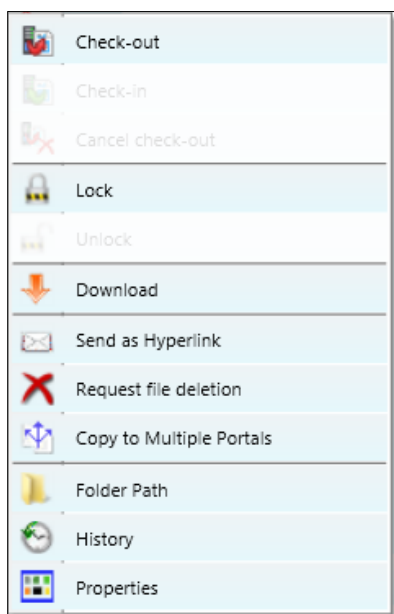 Check-out
Check-in
Cancel check-out
Lock
Unlock
Download
Send as Hyperlink
Request file deletion
Copy to Multiple Portals
Folder Path
History
Properties